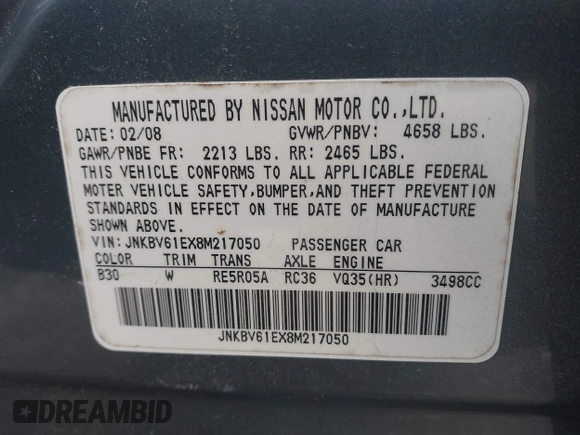 MANUFACTURED BY NISSAN MOTOR CO.,LTD.
DATE: 02/08 GVWR/PNBV: 4658 LBS.
GAWR/PNBE FR: 2213 LBS. RR: 2465 LBS.
THIS VEHICLE CONFORMS TO ALL APPLICABLE FEDERAL
MOTOR VEHICLE SAFETY,BUMPER,AND THEFT PREVENTION
STANDARDS IN EFFECT ON THE DATE OF MANUFACTURE
SHOWN ABOVE.
VIN: JNKBV61EX8M217050 PASSENGER CAR
COLOR TRIM TRANS AXLE ENGINE
B30 W RE5R05A RC36 VQ35(HR) 3498CC
JNKBV61EX8M217050
DREAMBID